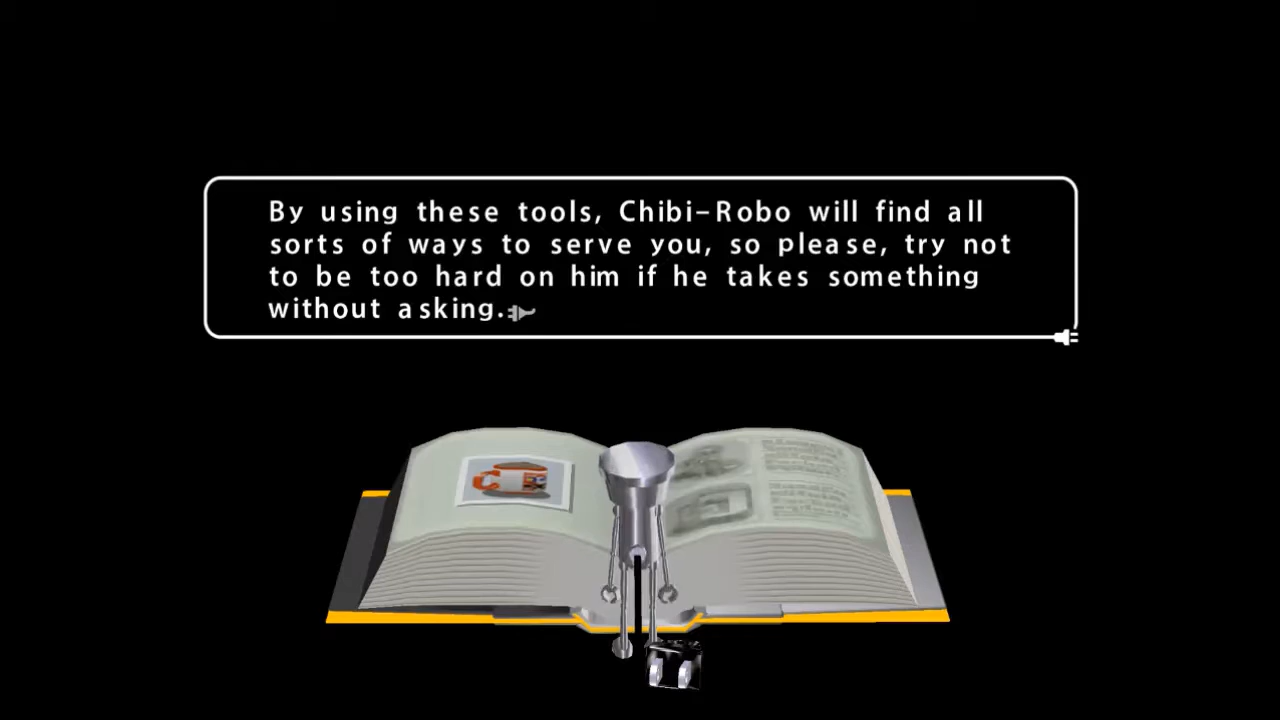 By using these tools, Chibi-Robo will find all
sorts of ways to serve you, so please, try not
to be too hard on him if he takes something
without asking.